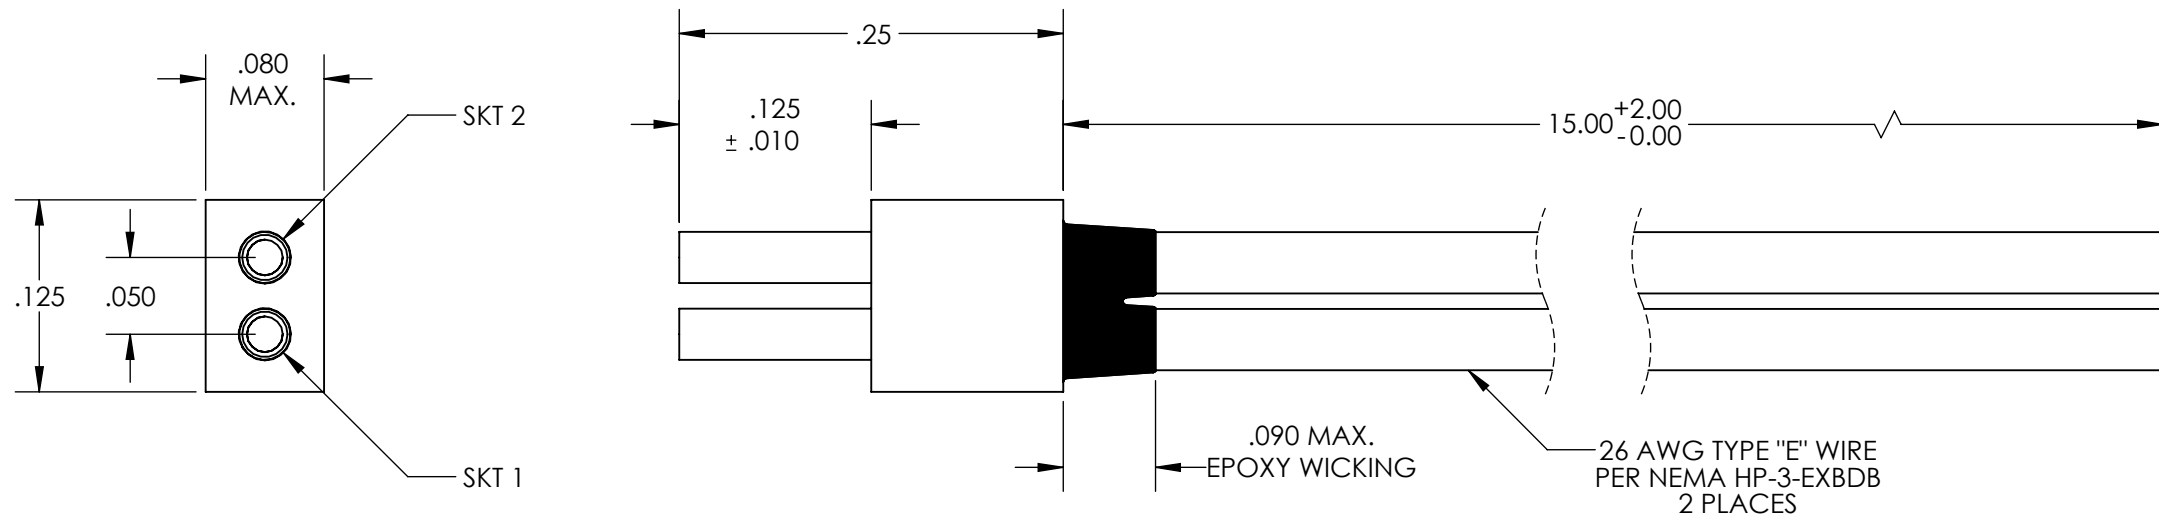 .080
MAX.
SKT 2
.125
.050
SKT 1
.25
.125
± .010
15.00 +2.00
-0.00
.090 MAX.
EPOXY WICKING
26 AWG TYPE "E" WIRE
PER NEMA HP-3-EXBDB
2 PLACES